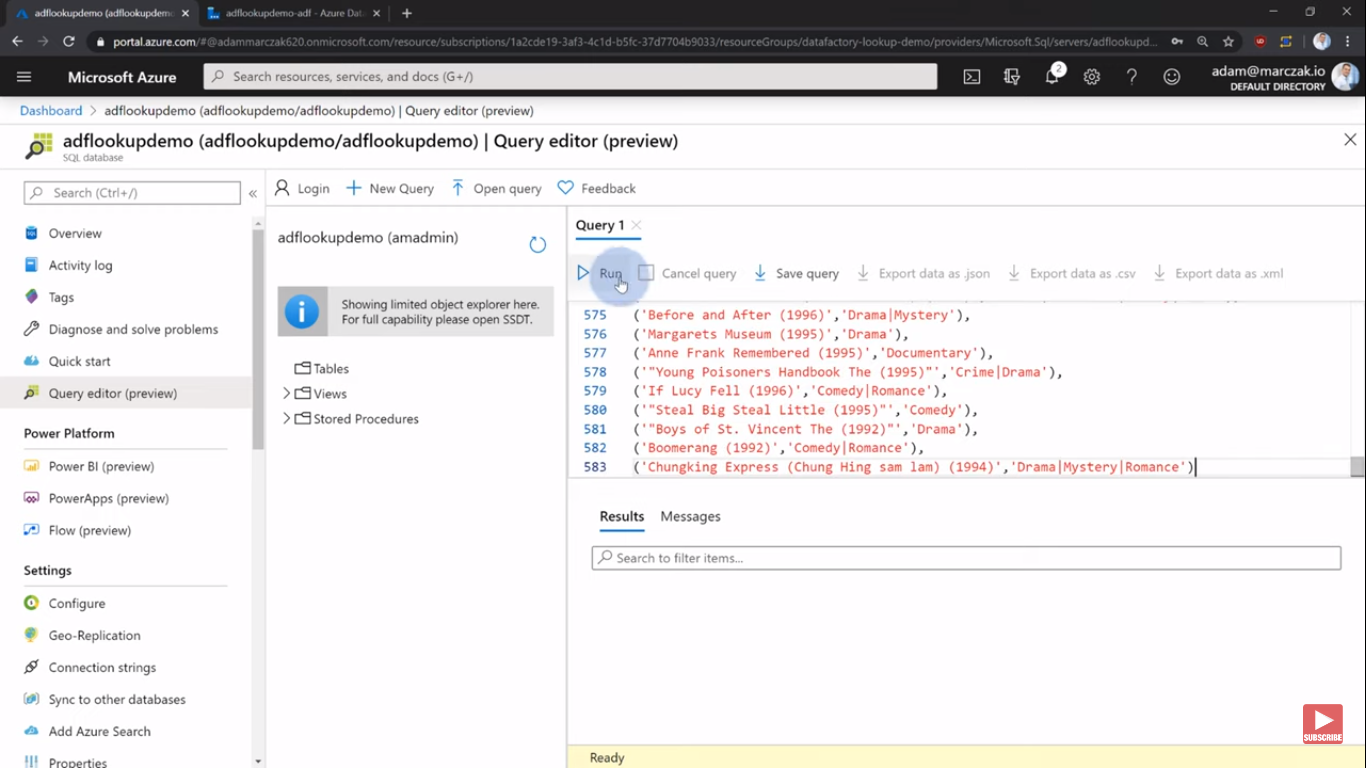 adflookupdemo (adflookupdemo/
adflookupdemo-adf - Azure Dat
portal.azure.com/#@adammarczak620.onmicrosoft.com/resource/subscriptions/1a2cde19-3af3-4c1d-b5fc-37d7704b9033/resourceGroups/datafactory-lookup-demo/providers/Microsoft.Sql/servers/adflookupd...
Microsoft Azure
Search resources, services, and docs (G+/)
2
adam@marczak.io
DEFAULT DIRECTORY
Dashboard > adflookupdemo (adflookupdemo/adflookupdemo) | Query editor (preview)
adflookupdemo (adflookupdemo/adflookupdemo) | Query editor (preview)
SQL database
Search (Ctrl+/)
«
Overview
Activity log
Tags
Diagnose and solve problems
Quick start
Query editor (preview)
Power Platform
Power BI (preview)
PowerApps (preview)
Flow (preview)
Settings
Configure
Geo-Replication
Connection strings
Sync to other databases
Add Azure Search
Properties
Login
New Query
Open query
Feedback
adflookupdemo (amadmin)
Showing limited object explorer here.
For full capability please open SSDT.
Tables
Views
Stored Procedures
Query 1
Run
Cancel query
Save query
Export data as .json
Export data as .csv
Export data as .xml
575 ('Before and After (1996)','Drama|Mystery'),
576 ('Margarets Museum (1995)','Drama'),
577 ('Anne Frank Remembered (1995)','Documentary'),
578 ('"Young Poisoners Handbook The (1995)"','Crime|Drama'),
579 ('If Lucy Fell (1996)','Comedy|Romance'),
580 ('"Steal Big Steal Little (1995)"','Comedy'),
581 ('"Boys of St. Vincent The (1992)"','Drama'),
582 ('Boomerang (1992)','Comedy|Romance'),
583 ('Chungking Express (Chung Hing sam lam) (1994)','Drama|Mystery|Romance')
Results
Messages
Search to filter items...
SUBSCRIBE
Ready